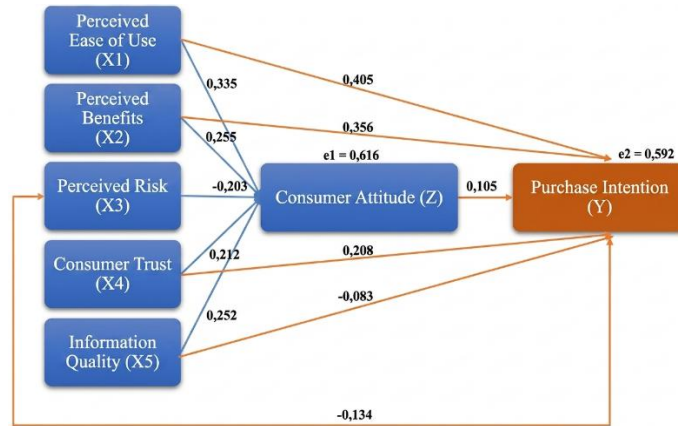 Perceived
Ease of Use
(X1)
0,335
0,405
Perceived
Benefits
(X2)
0,255
0,356
e1 = 0,616
e2 = 0,592
Perceived Risk
(X3)
-0,203
Consumer Attitude (Z)
0,105
Purchase Intention
(Y)
Consumer Trust
(X4)
0,212
0,208
-0,083
Information
Quality (X5)
0,252
-0,134